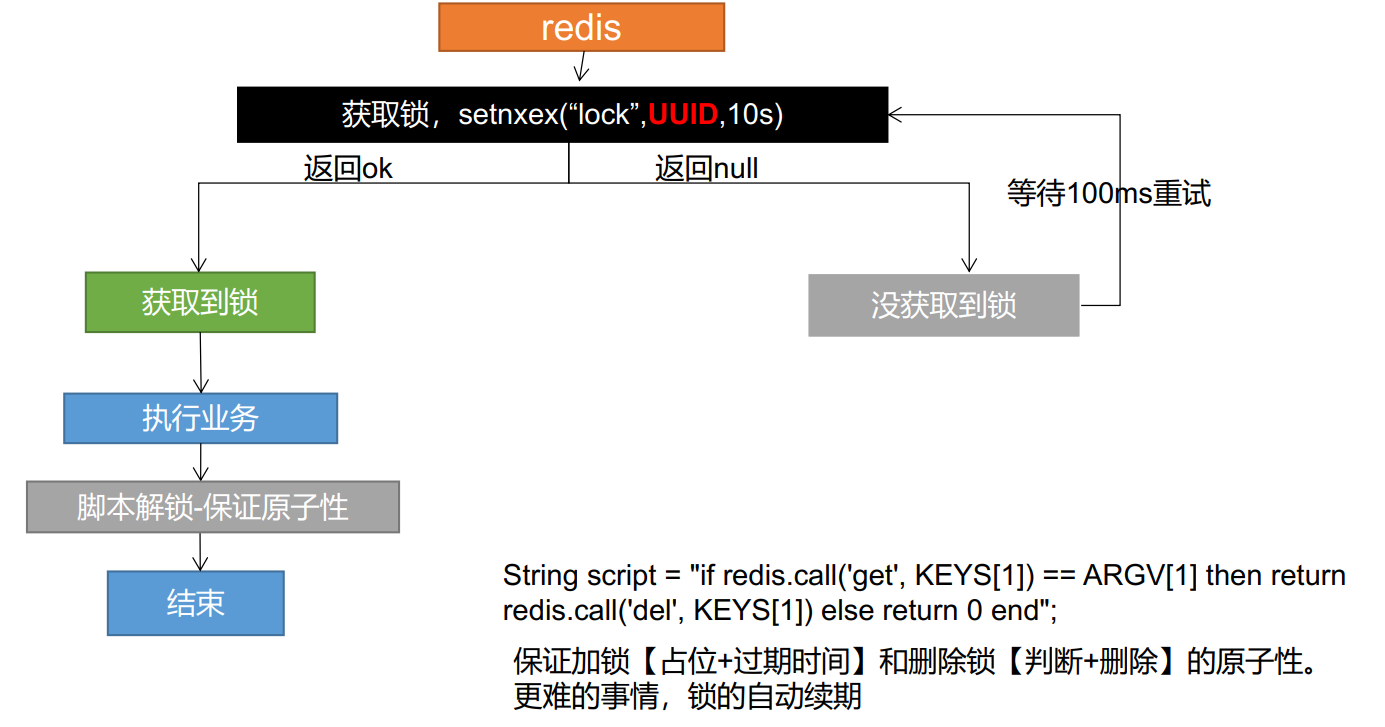 redis
获取锁，setnxex(“lock”,UUID,10s)
返回ok
返回null
等待100ms重试
获取到锁
没获取到锁
执行业务
脚本解锁-保证原子性
结束
String script = "if redis.call('get', KEYS[1]) == ARGV[1] then return
redis.call('del', KEYS[1]) else return 0 end";
保证加锁【占位+过期时间】和删除锁【判断+删除】的原子性。
更难的事情，锁的自动续期